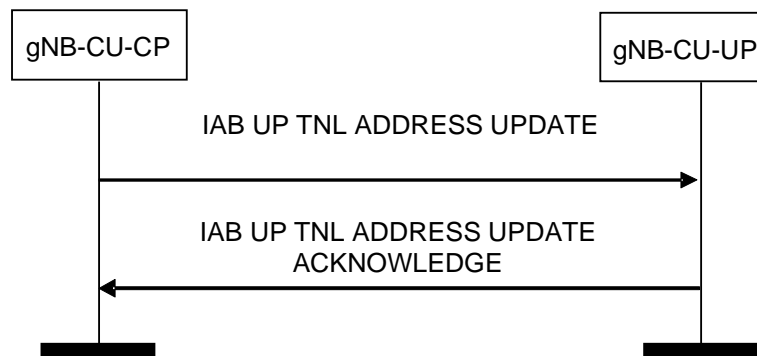 gNB-CU-CP
gNB-CU-UP
IAB UP TNL ADDRESS UPDATE
IAB UP TNL ADDRESS UPDATE
ACKNOWLEDGE